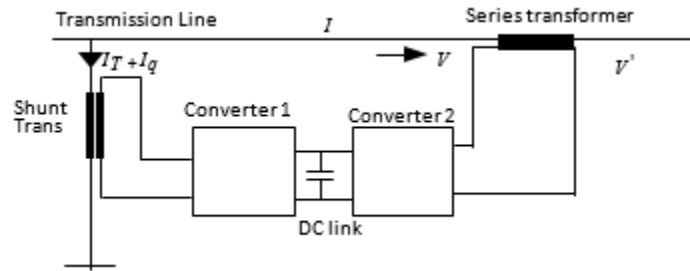 Transmission Line
I
Series transformer
I_T + I_q
V
V'
Shunt
Trans
Converter 1
Converter 2
DC link